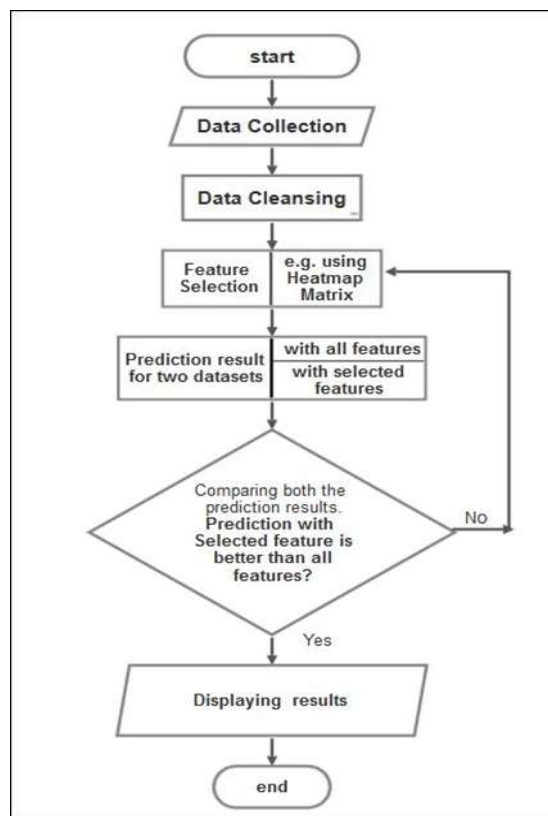 start
Data Collection
Data Cleansing
Feature
Selection
e.g. using
Heatmap
Matrix
Prediction result
for two datasets
with all features
with selected
features
Comparing both the
prediction results.
Prediction with
Selected feature is
better than all
features?
No
Yes
Displaying results
end